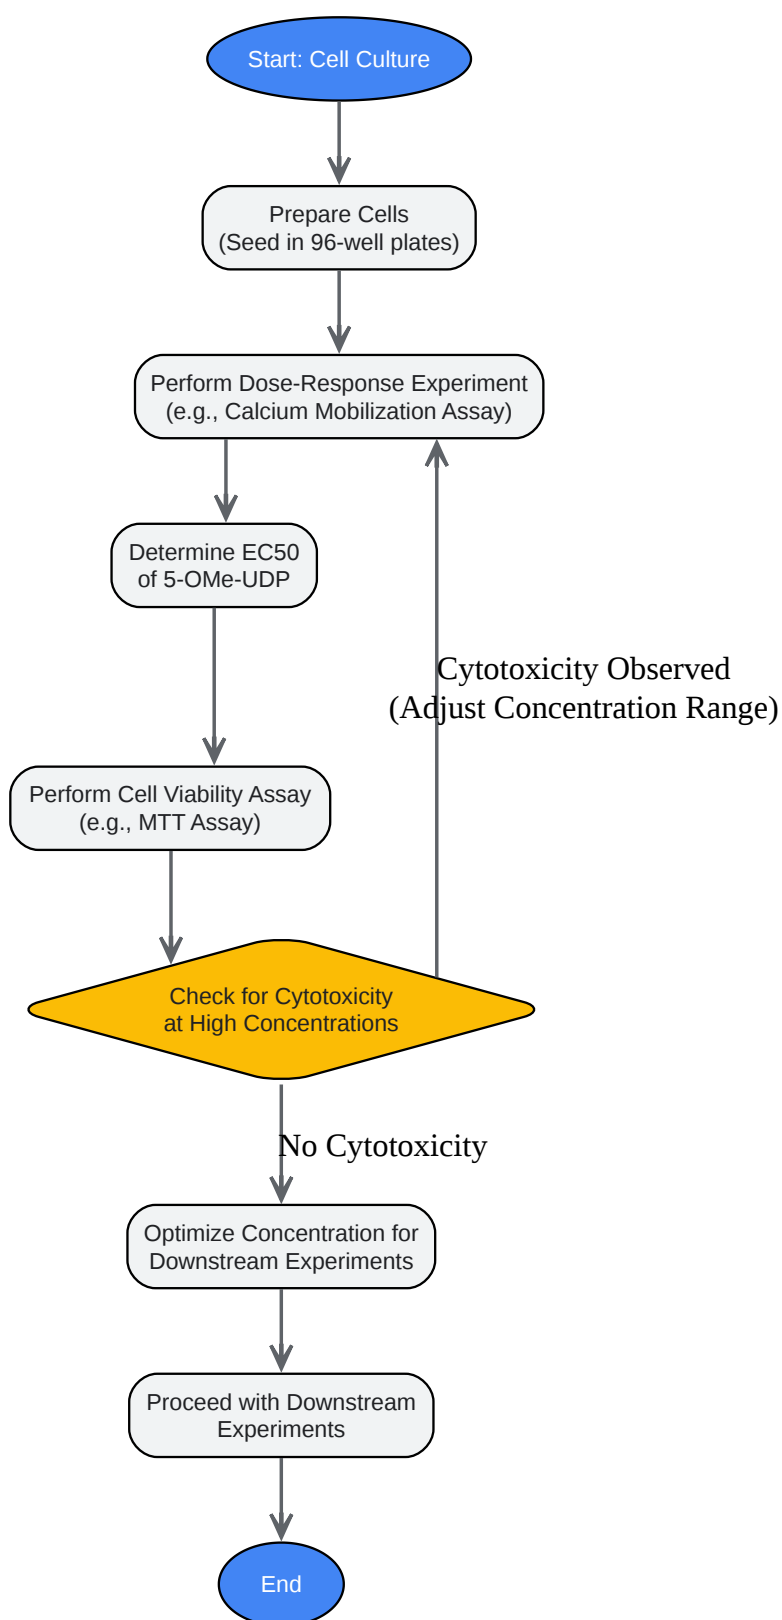 Start: Cell Culture
Prepare Cells
(Seed in 96-well plates)
Perform Dose-Response Experiment
(e.g., Calcium Mobilization Assay)
Determine EC50
of 5-OMe-UDP
Cytotoxicity Observed
(Adjust Concentration Range)
Perform Cell Viability Assay
(e.g., MTT Assay)
Check for Cytotoxicity
at High Concentrations
No Cytotoxicity
Optimize Concentration for
Downstream Experiments
Proceed with Downstream
Experiments
End